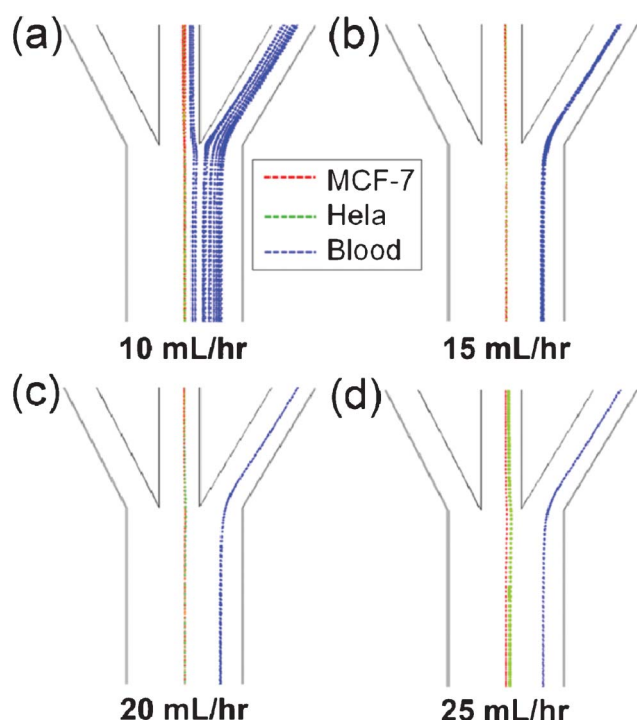 (a)
(b)
MCF-7
Hela
Blood
10 mL/hr
15 mL/hr
(c)
(d)
20 mL/hr
25 mL/hr